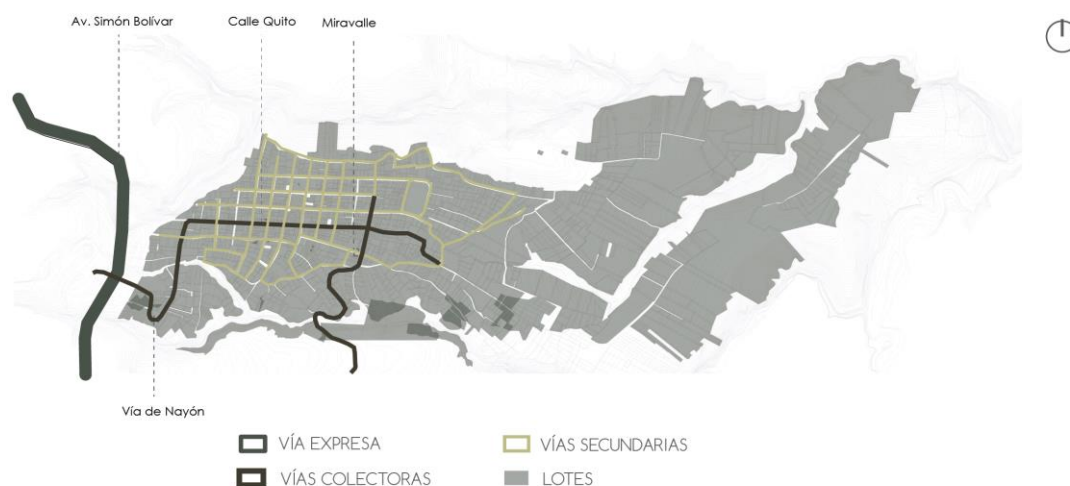 Av. Simón Bolívar
Calle Quito
Miravalle
Vía de Nayón
VÍA EXPRESA
VÍAS SECUNDARIAS
VÍAS COLECTORAS
LOTES